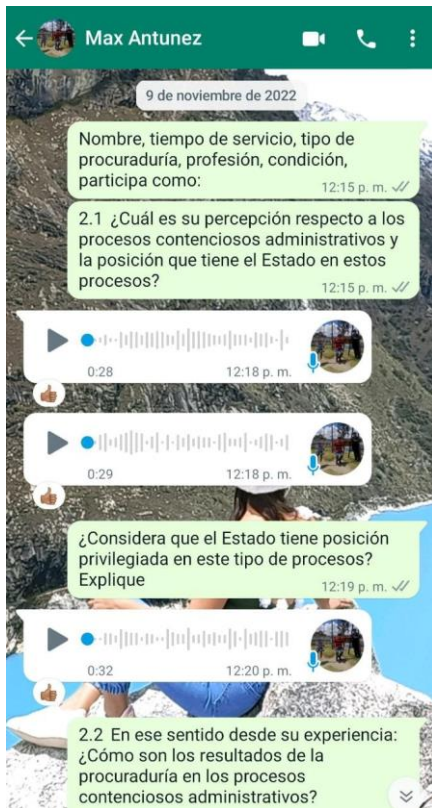 Max Antunez
9 de noviembre de 2022
Nombre, tiempo de servicio, tipo de
procuraduría, profesión, condición,
participa como:
12:15 p. m.
2.1 ¿Cuál es su percepción respecto a los
procesos contenciosos administrativos y
la posición que tiene el Estado en estos
procesos?
12:15 p. m.
0:28
12:18 p. m.
0:29
12:18 p. m.
¿Considera que el Estado tiene posición
privilegiada en este tipo de procesos?
Explique
12:19 p. m.
0:32
12:20 p. m.
2.2 En ese sentido desde su experiencia:
¿Cómo son los resultados de la
procuraduría en los procesos
contenciosos administrativos?